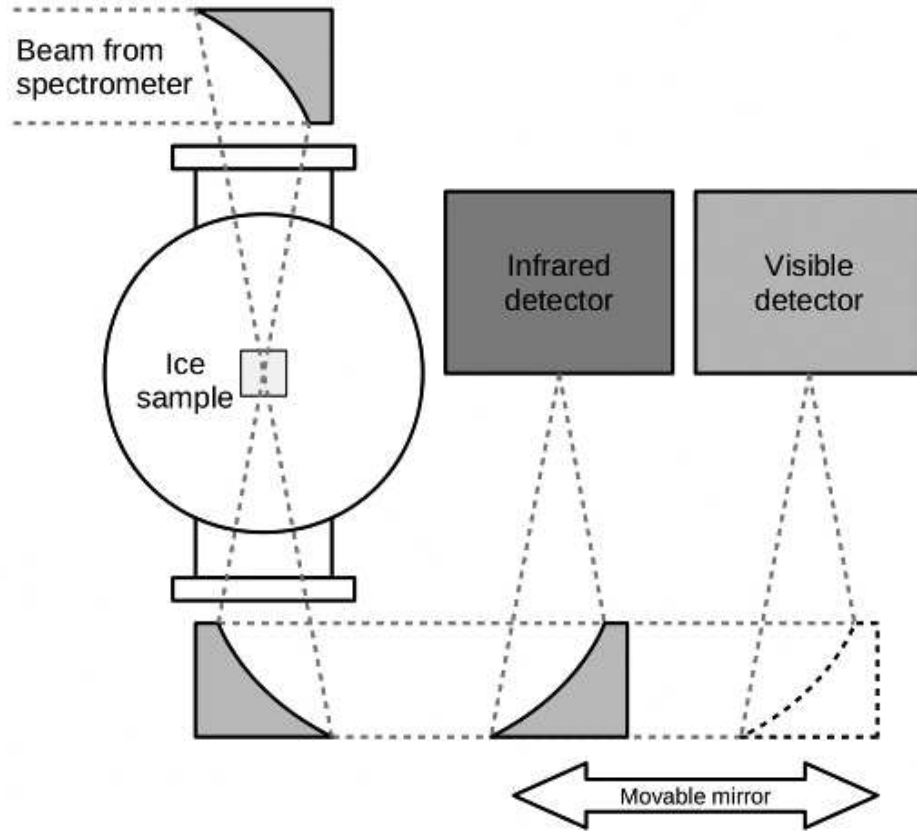 Beam from
spectrometer
Infrared
detector
Visible
detector
Ice
sample
Movable mirror